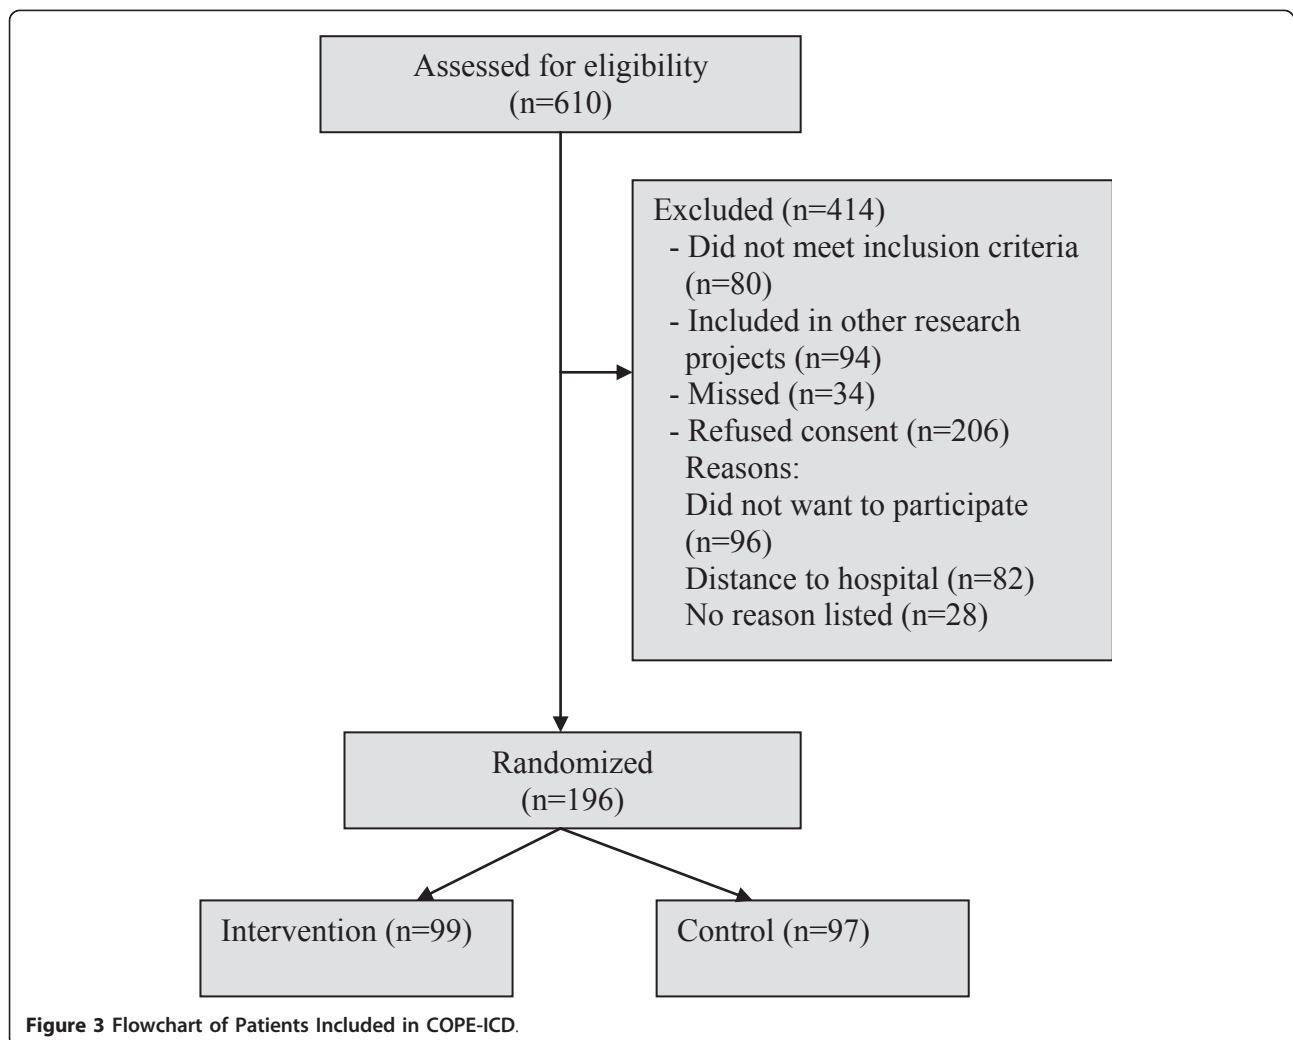 Assessed for eligibility
(n=610)
Excluded (n=414)
- Did not meet inclusion criteria
(n=80)
- Included in other research
projects (n=94)
- Missed (n=34)
- Refused consent (n=206)
Reasons:
Did not want to participate
(n=96)
Distance to hospital (n=82)
No reason listed (n=28)
Randomized
(n=196)
Intervention (n=99)
Control (n=97)
Figure 3 Flowchart of Patients Included in COPE-ICD.